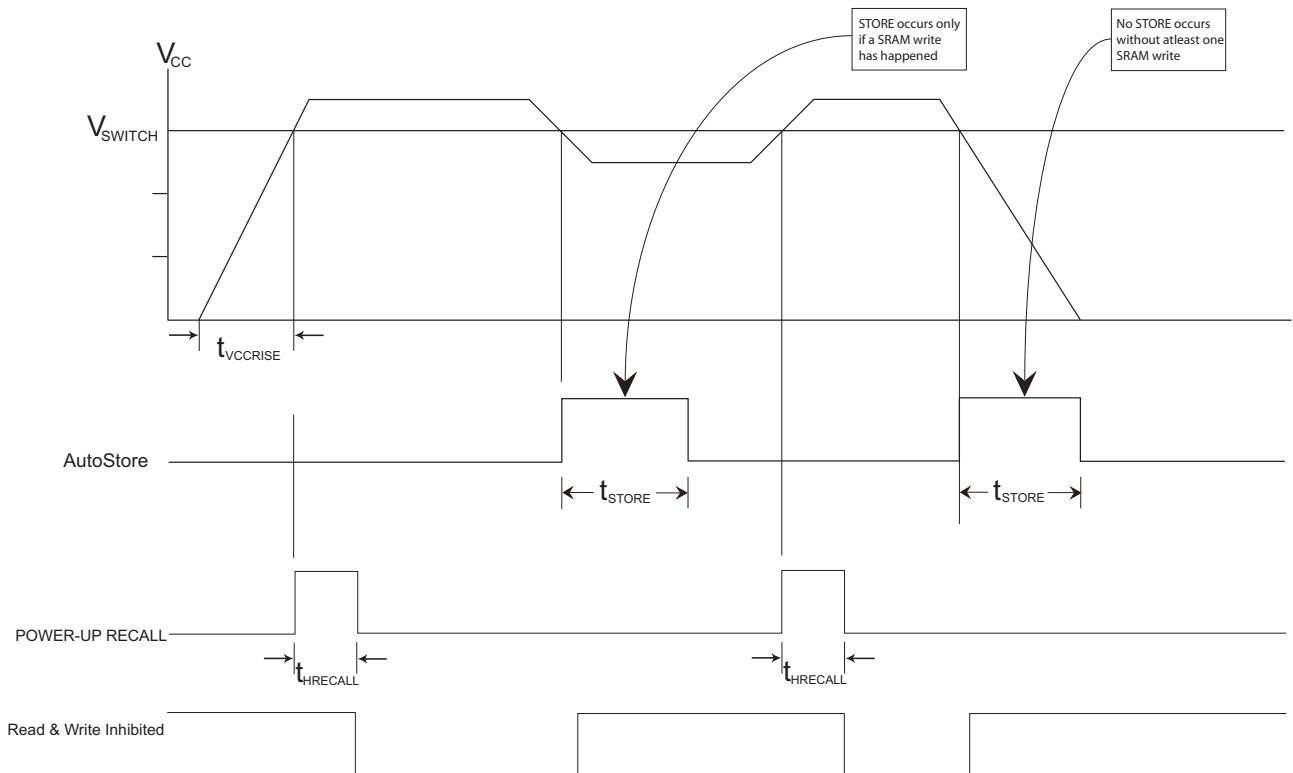 STORE occurs only
if a SRAM write
has happened
No STORE occurs
without atleast one
SRAM write
VCC
VSWITCH
tVCCRISE
AutoStore
tSTORE
tSTORE
POWER-UP RECALL
tHRECALL
tHRECALL
Read & Write Inhibited